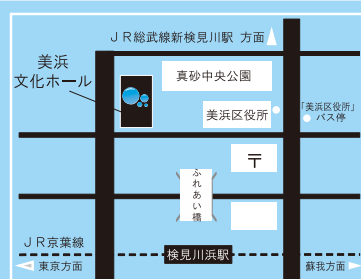 JR総武線新検見川駅 方面
美浜
文化ホール
真砂中央公園
美浜区役所
「美浜区役所」
バス停
〒
ふれあい橋
JR京葉線
検見川浜駅
東京方面
蘇我方面